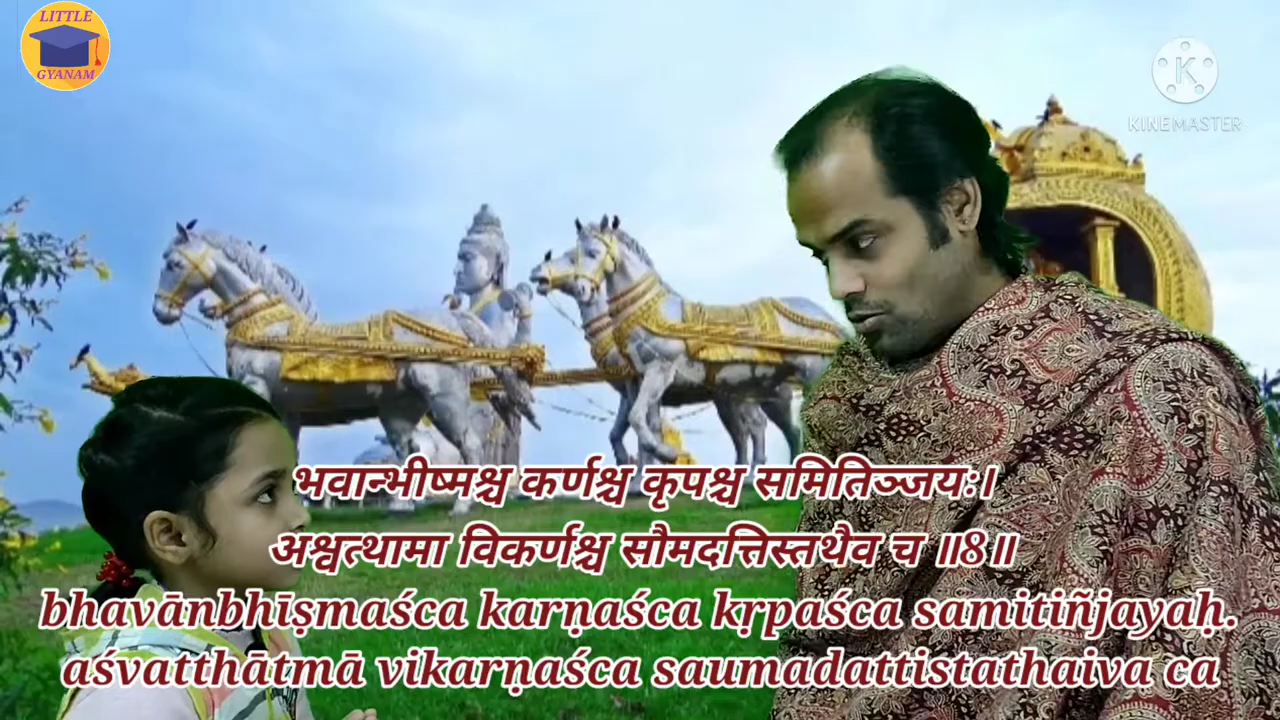 LITTLE
GYANAM
K
KINEMASTER
भवान्भीष्मश्च कर्णश्च कृपश्च समितिञ्जयः।
अश्वत्थामा विकर्णश्च सौमदत्तिस्तथैव च ॥8॥
bhavānbhīṣmaśca karṇaśca kṛpaśca samitiñjayaḥ.
aśvatthātmā vikarṇaśca saumadattistathaiva ca